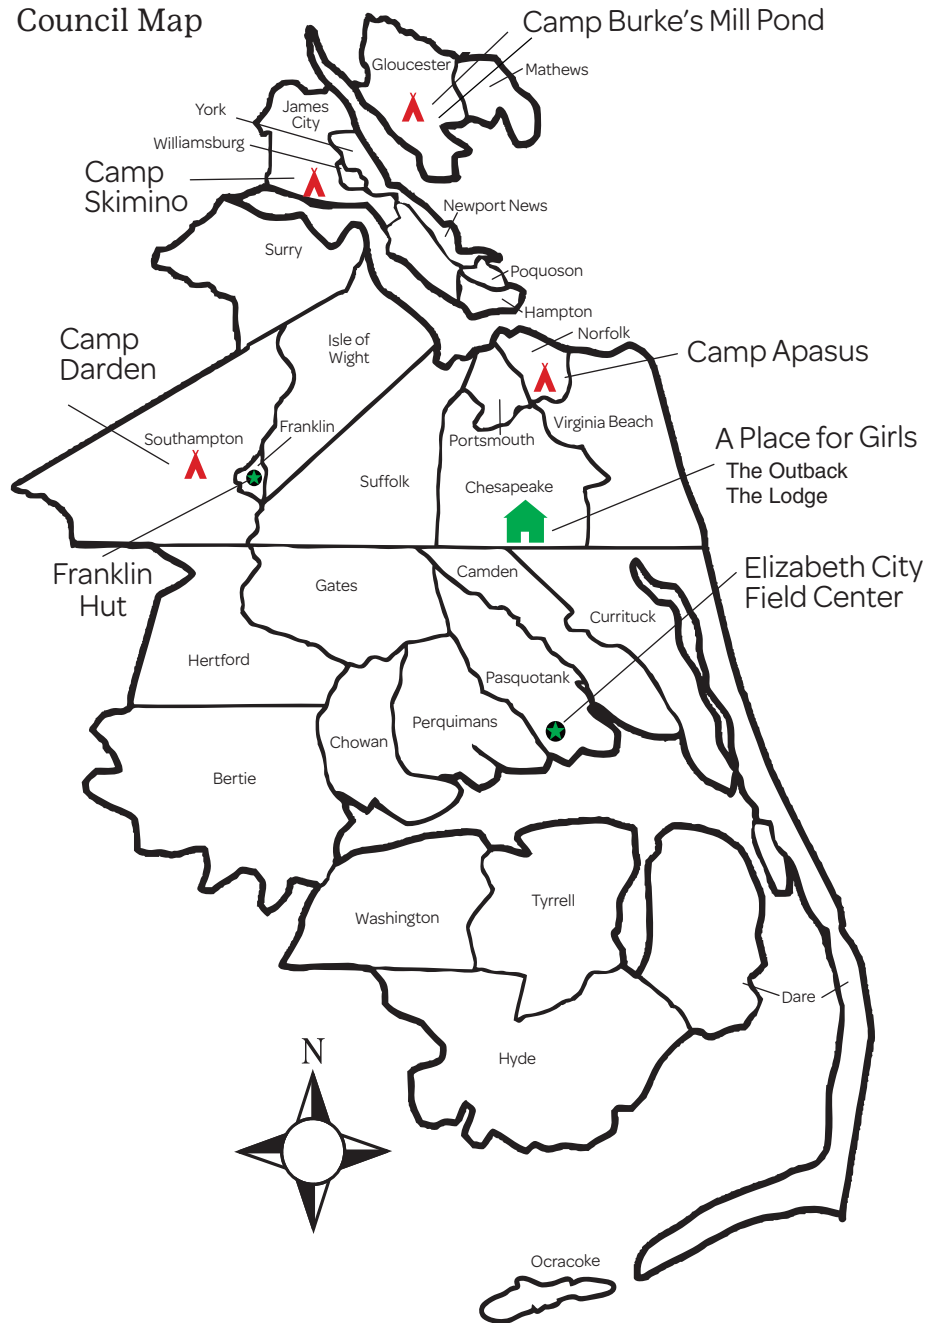 Council Map
Camp Burke's Mill Pond
Gloucester
Mathews
York
James
City
Williamsburg
Camp
Skimino
Newport News
Surry
Poquoson
Hampton
Norfolk
Isle of
Wight
Camp
Darden
Camp Apasus
Franklin
Southampton
Portsmouth
Virginia Beach
A Place for Girls
The Outback
The Lodge
Suffolk
Chesapeake
Franklin
Hut
Gates
Camden
Elizabeth City
Field Center
Currituck
Hertford
Pasquotank
Perquimans
Chowan
Bertie
Tyrrell
Washington
Dare
Hyde
N
Ocracoke